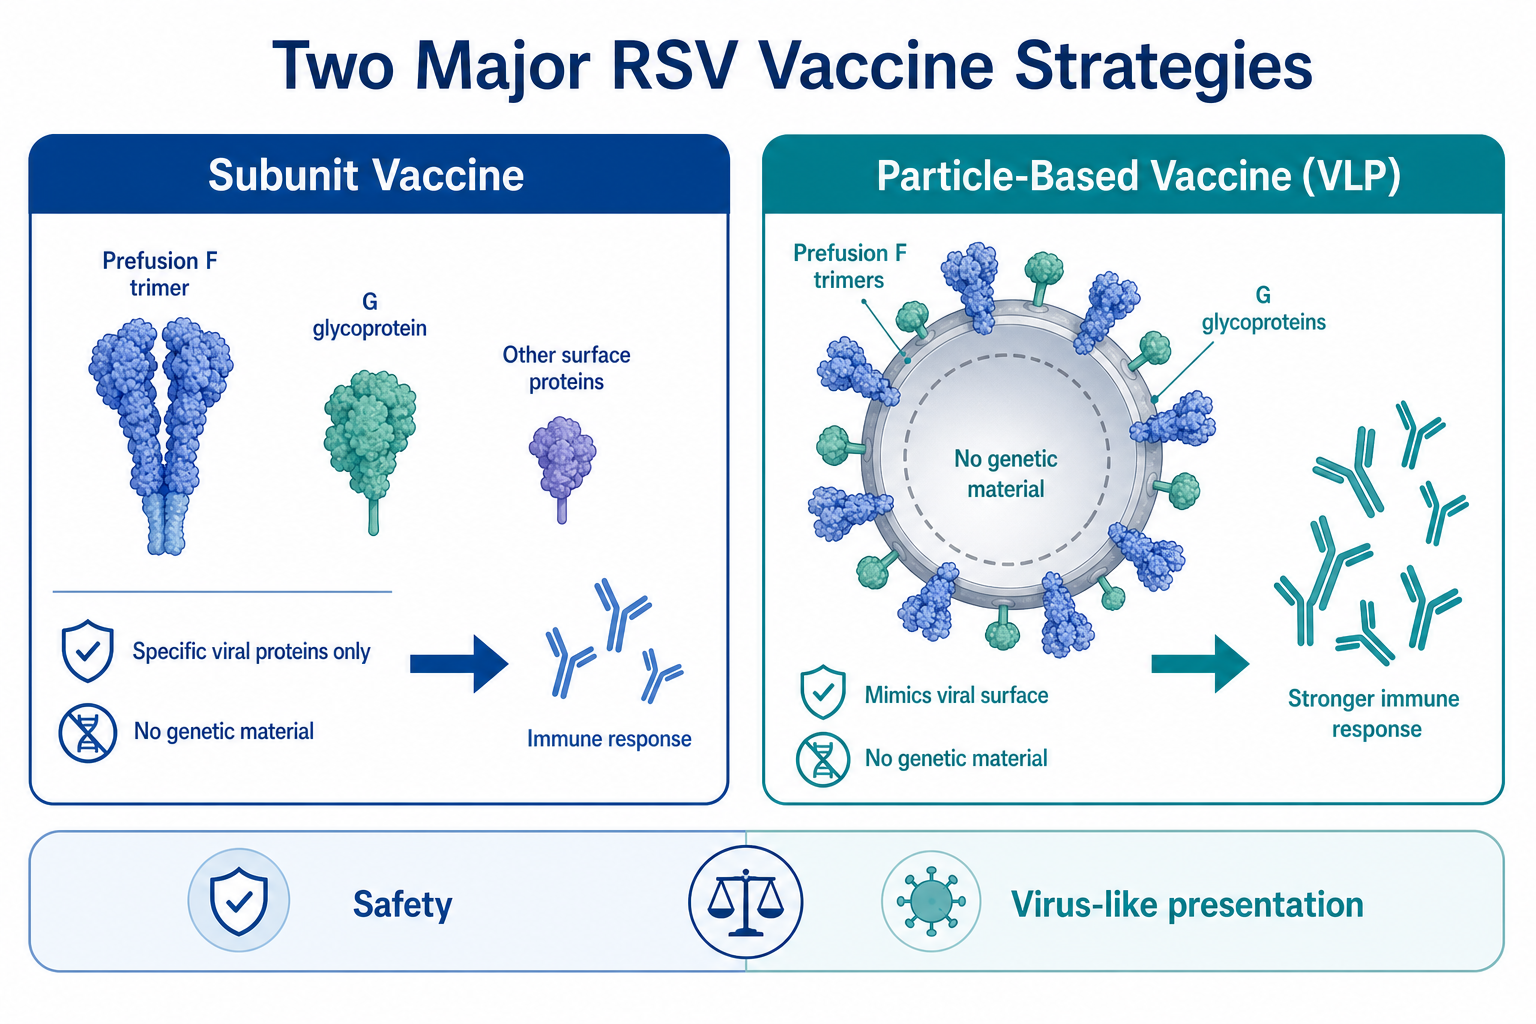 Two Major RSV Vaccine Strategies
Subunit Vaccine
Prefusion F
trimer
G
glycoprotein
Other surface
proteins
Specific viral proteins only
No genetic material
Immune response
Particle-Based Vaccine (VLP)
Prefusion F
trimers
G
glycoproteins
No genetic
material
Mimics viral surface
No genetic material
Stronger immune
response
Safety
Virus-like presentation